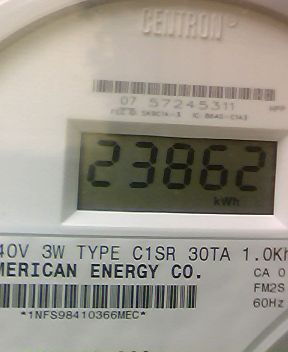 CENTRON
07 57245311
23862
kWh
40V 3W TYPE C1SR 30TA 1.0Kh
MERICAN ENERGY CO.
CA 0
FM2S
60Hz
*1NFS98410366MEC*